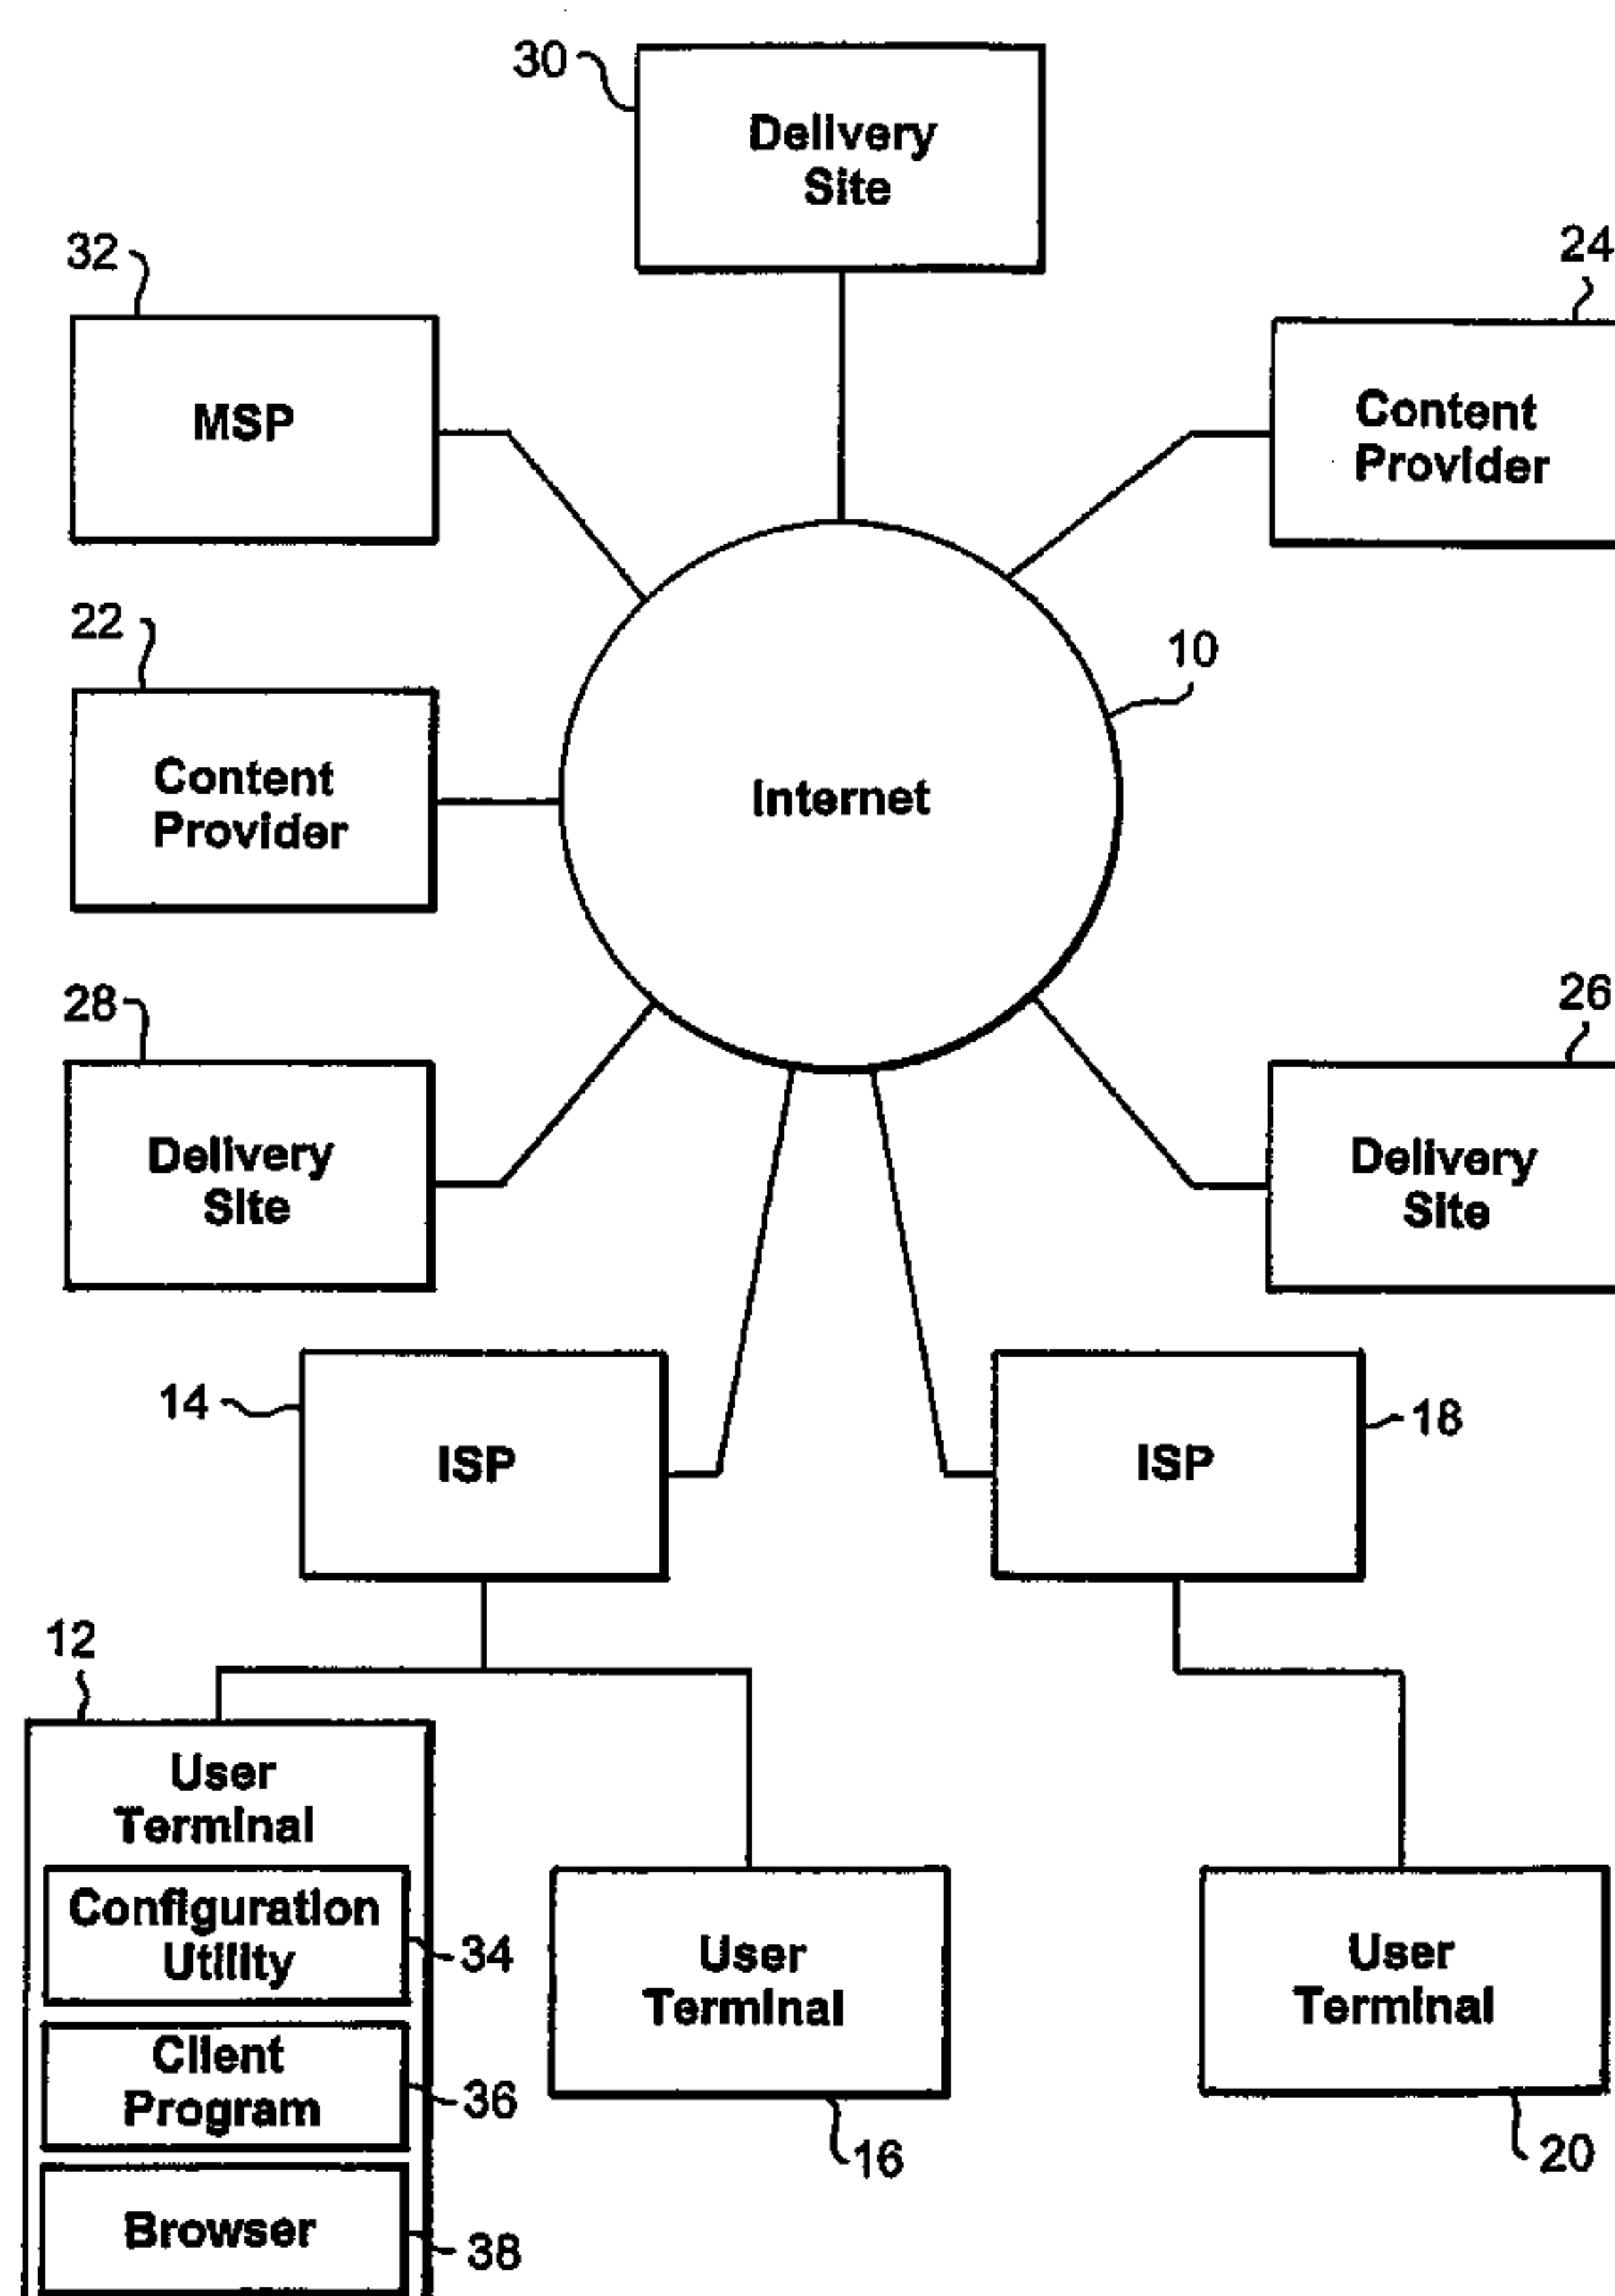 30
Delivery
Site
32
MSP
24
Content
Provider
22
Content
Provider
10
Internet
28
Delivery
Site
26
Delivery
Site
14
ISP
18
ISP
12
User
Terminal
Configuration
Utility
34
Client
Program
36
Browser
38
User
Terminal
16
User
Terminal
20